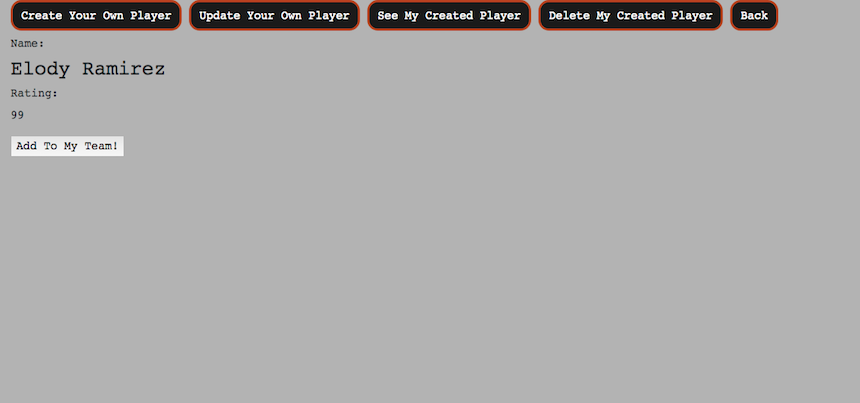 Create Your Own Player Update Your Own Player See My Created Player Delete My Created Player Back
Name:
Elody Ramirez
Rating:
99
Add To My Team!